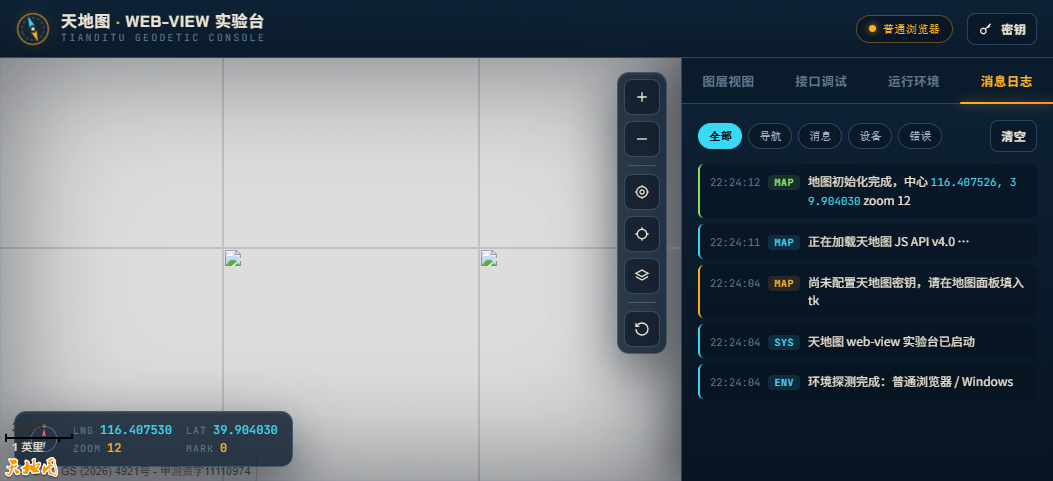 天地图 · WEB-VIEW 实验台
TIANDITU GEODETIC CONSOLE
普通浏览器
密钥
图层视图 接口调试 运行环境 消息日志
全部 导航 消息 设备 错误 清空
22:24:12 MAP 地图初始化完成，中心 116.407526, 3
9.904030 zoom 12
22:24:11 MAP 正在加载天地图 JS API v4.0 …
22:24:04 MAP 尚未配置天地图密钥，请在地图面板填入
tk
22:24:04 SYS 天地图 web-view 实验台已启动
22:24:04 ENV 环境探测完成：普通浏览器 / Windows
LNG 116.407530 LAT 39.904030
ZOOM 12 MARK 0
1 英里
天地图
GS (2026) 4921号 - 甲测资字11110974